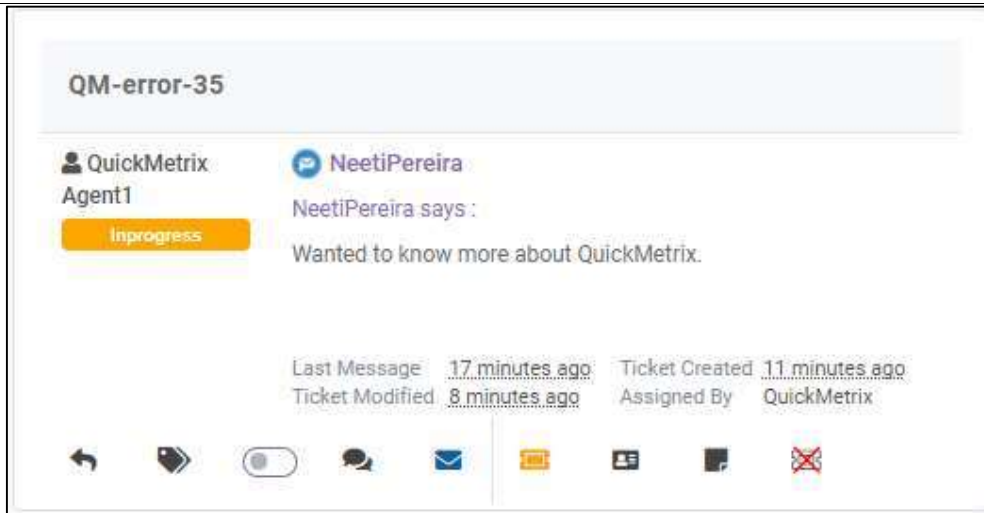 QM-error-35
QuickMetrix
Agent1
Inprogress
NeetiPereira
NeetiPereira says :
Wanted to know more about QuickMetrix.
Last Message 17 minutes ago Ticket Created 11 minutes ago
Ticket Modified 8 minutes ago Assigned By QuickMetrix